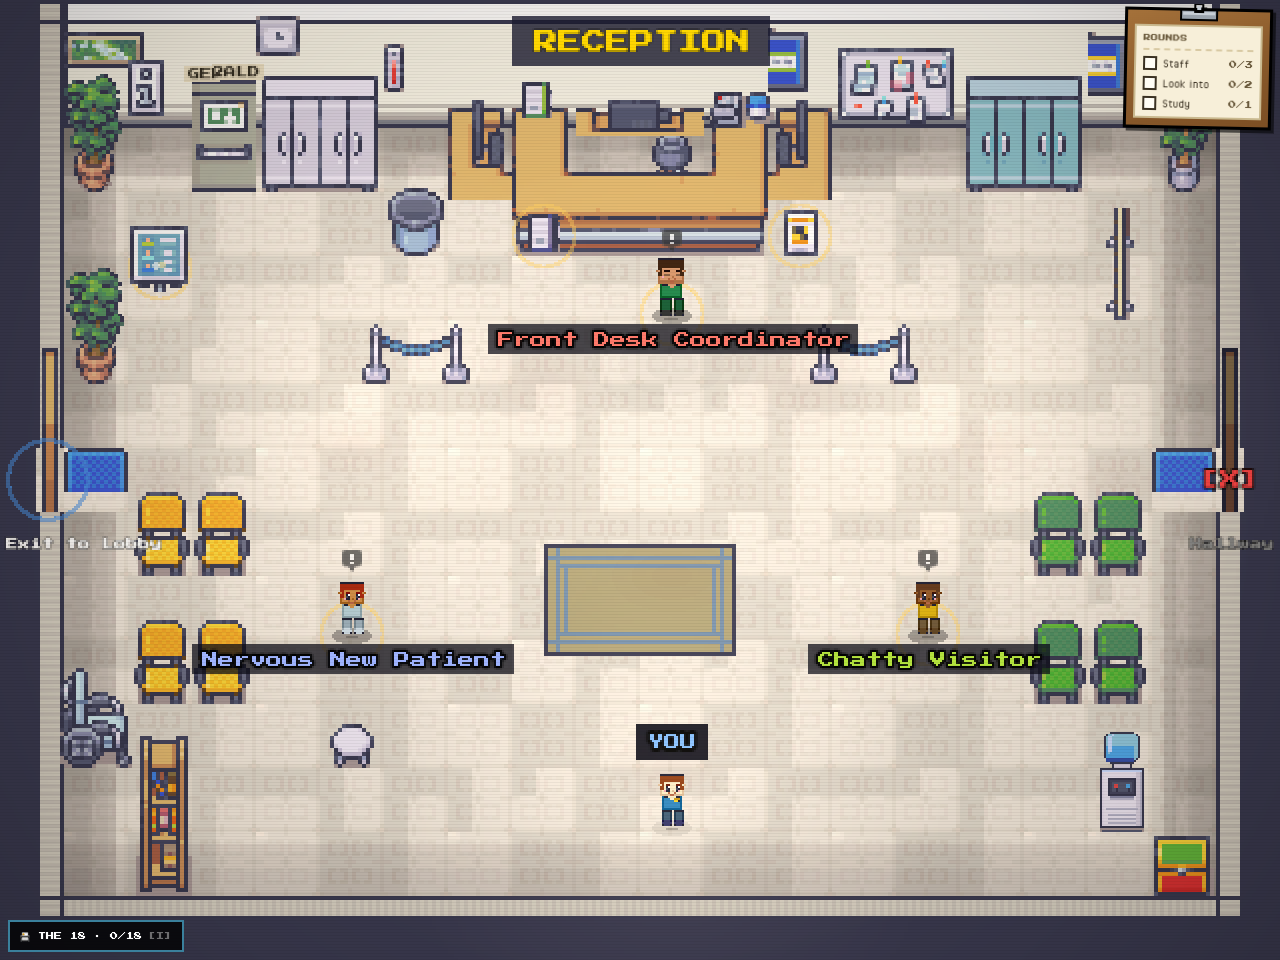 RECEPTION
GERALD
ROUNDS
Staff 0/3
Look into 0/2
Study 0/1
!
Front Desk Coordinator
[X]
Exit to Lobby
Hallway
!
!
Nervous New Patient
Chatty Visitor
YOU
THE 18 · 0/18 [I]